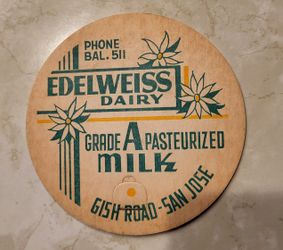 PHONE
BAL. 511
EDELWEISS
DAIRY
GRADE A PASTEURIZED
MILK
GISH ROAD - SAN JOSE